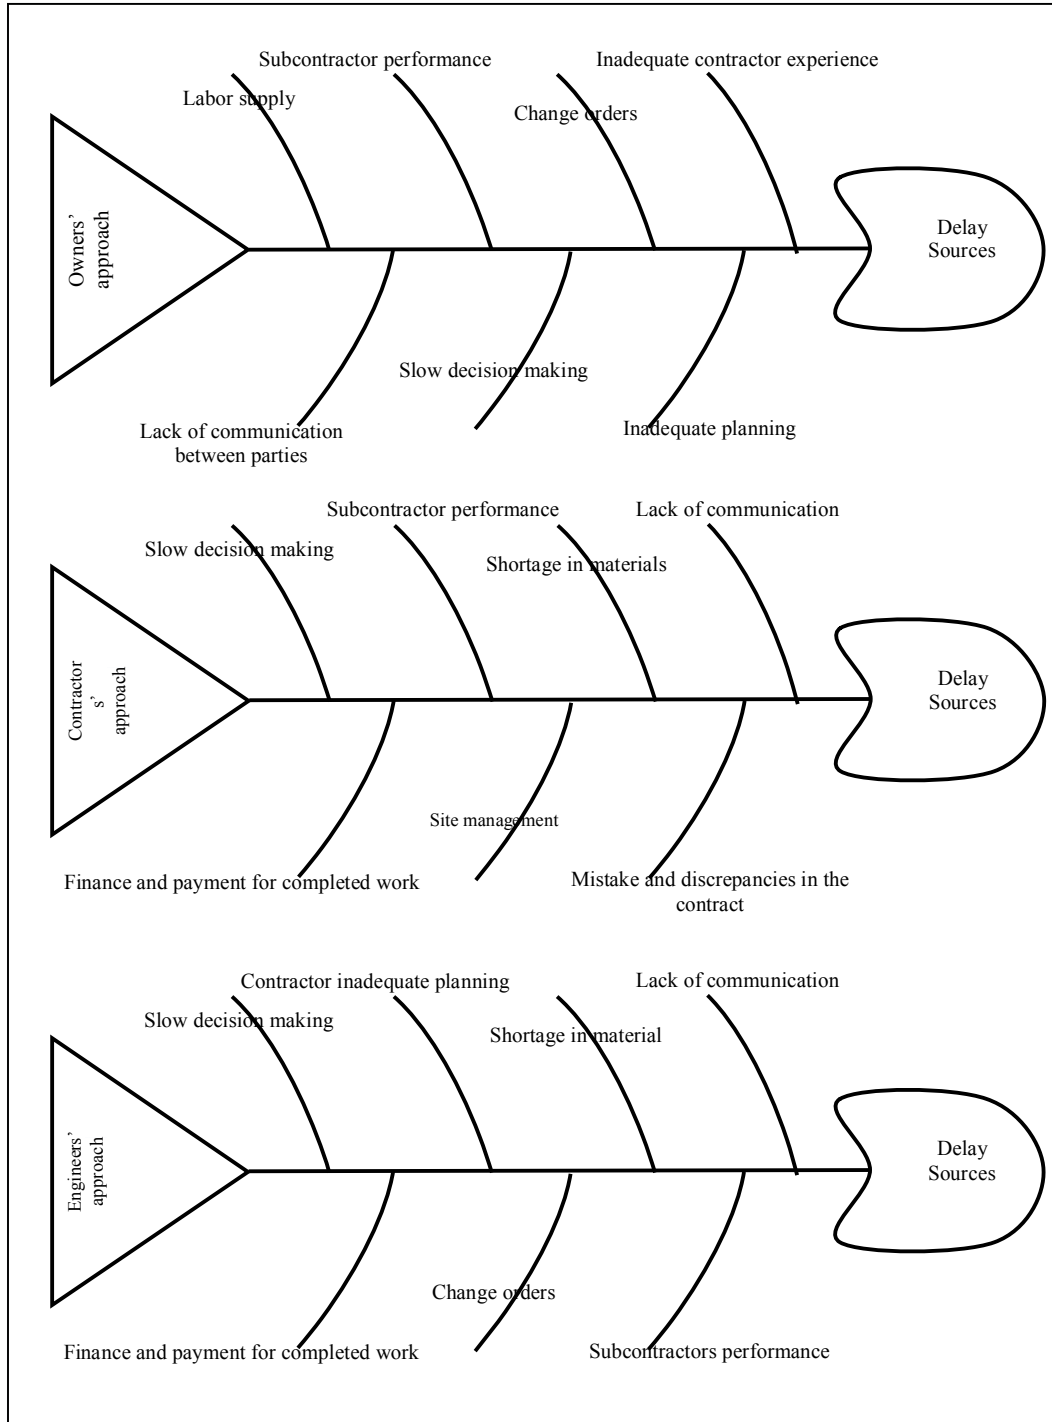 Subcontractor performance
Inadequate contractor experience
Labor supply
Change orders
Owners’
approach
Delay
Sources
Slow decision making
Lack of communication
between parties
Inadequate planning
Subcontractor performance
Lack of communication
Slow decision making
Shortage in materials
Contractor
s’
approach
Delay
Sources
Site management
Finance and payment for completed work
Mistake and discrepancies in the
contract
Contractor inadequate planning
Lack of communication
Slow decision making
Shortage in material
Engineers’
approach
Delay
Sources
Change orders
Finance and payment for completed work
Subcontractors performance